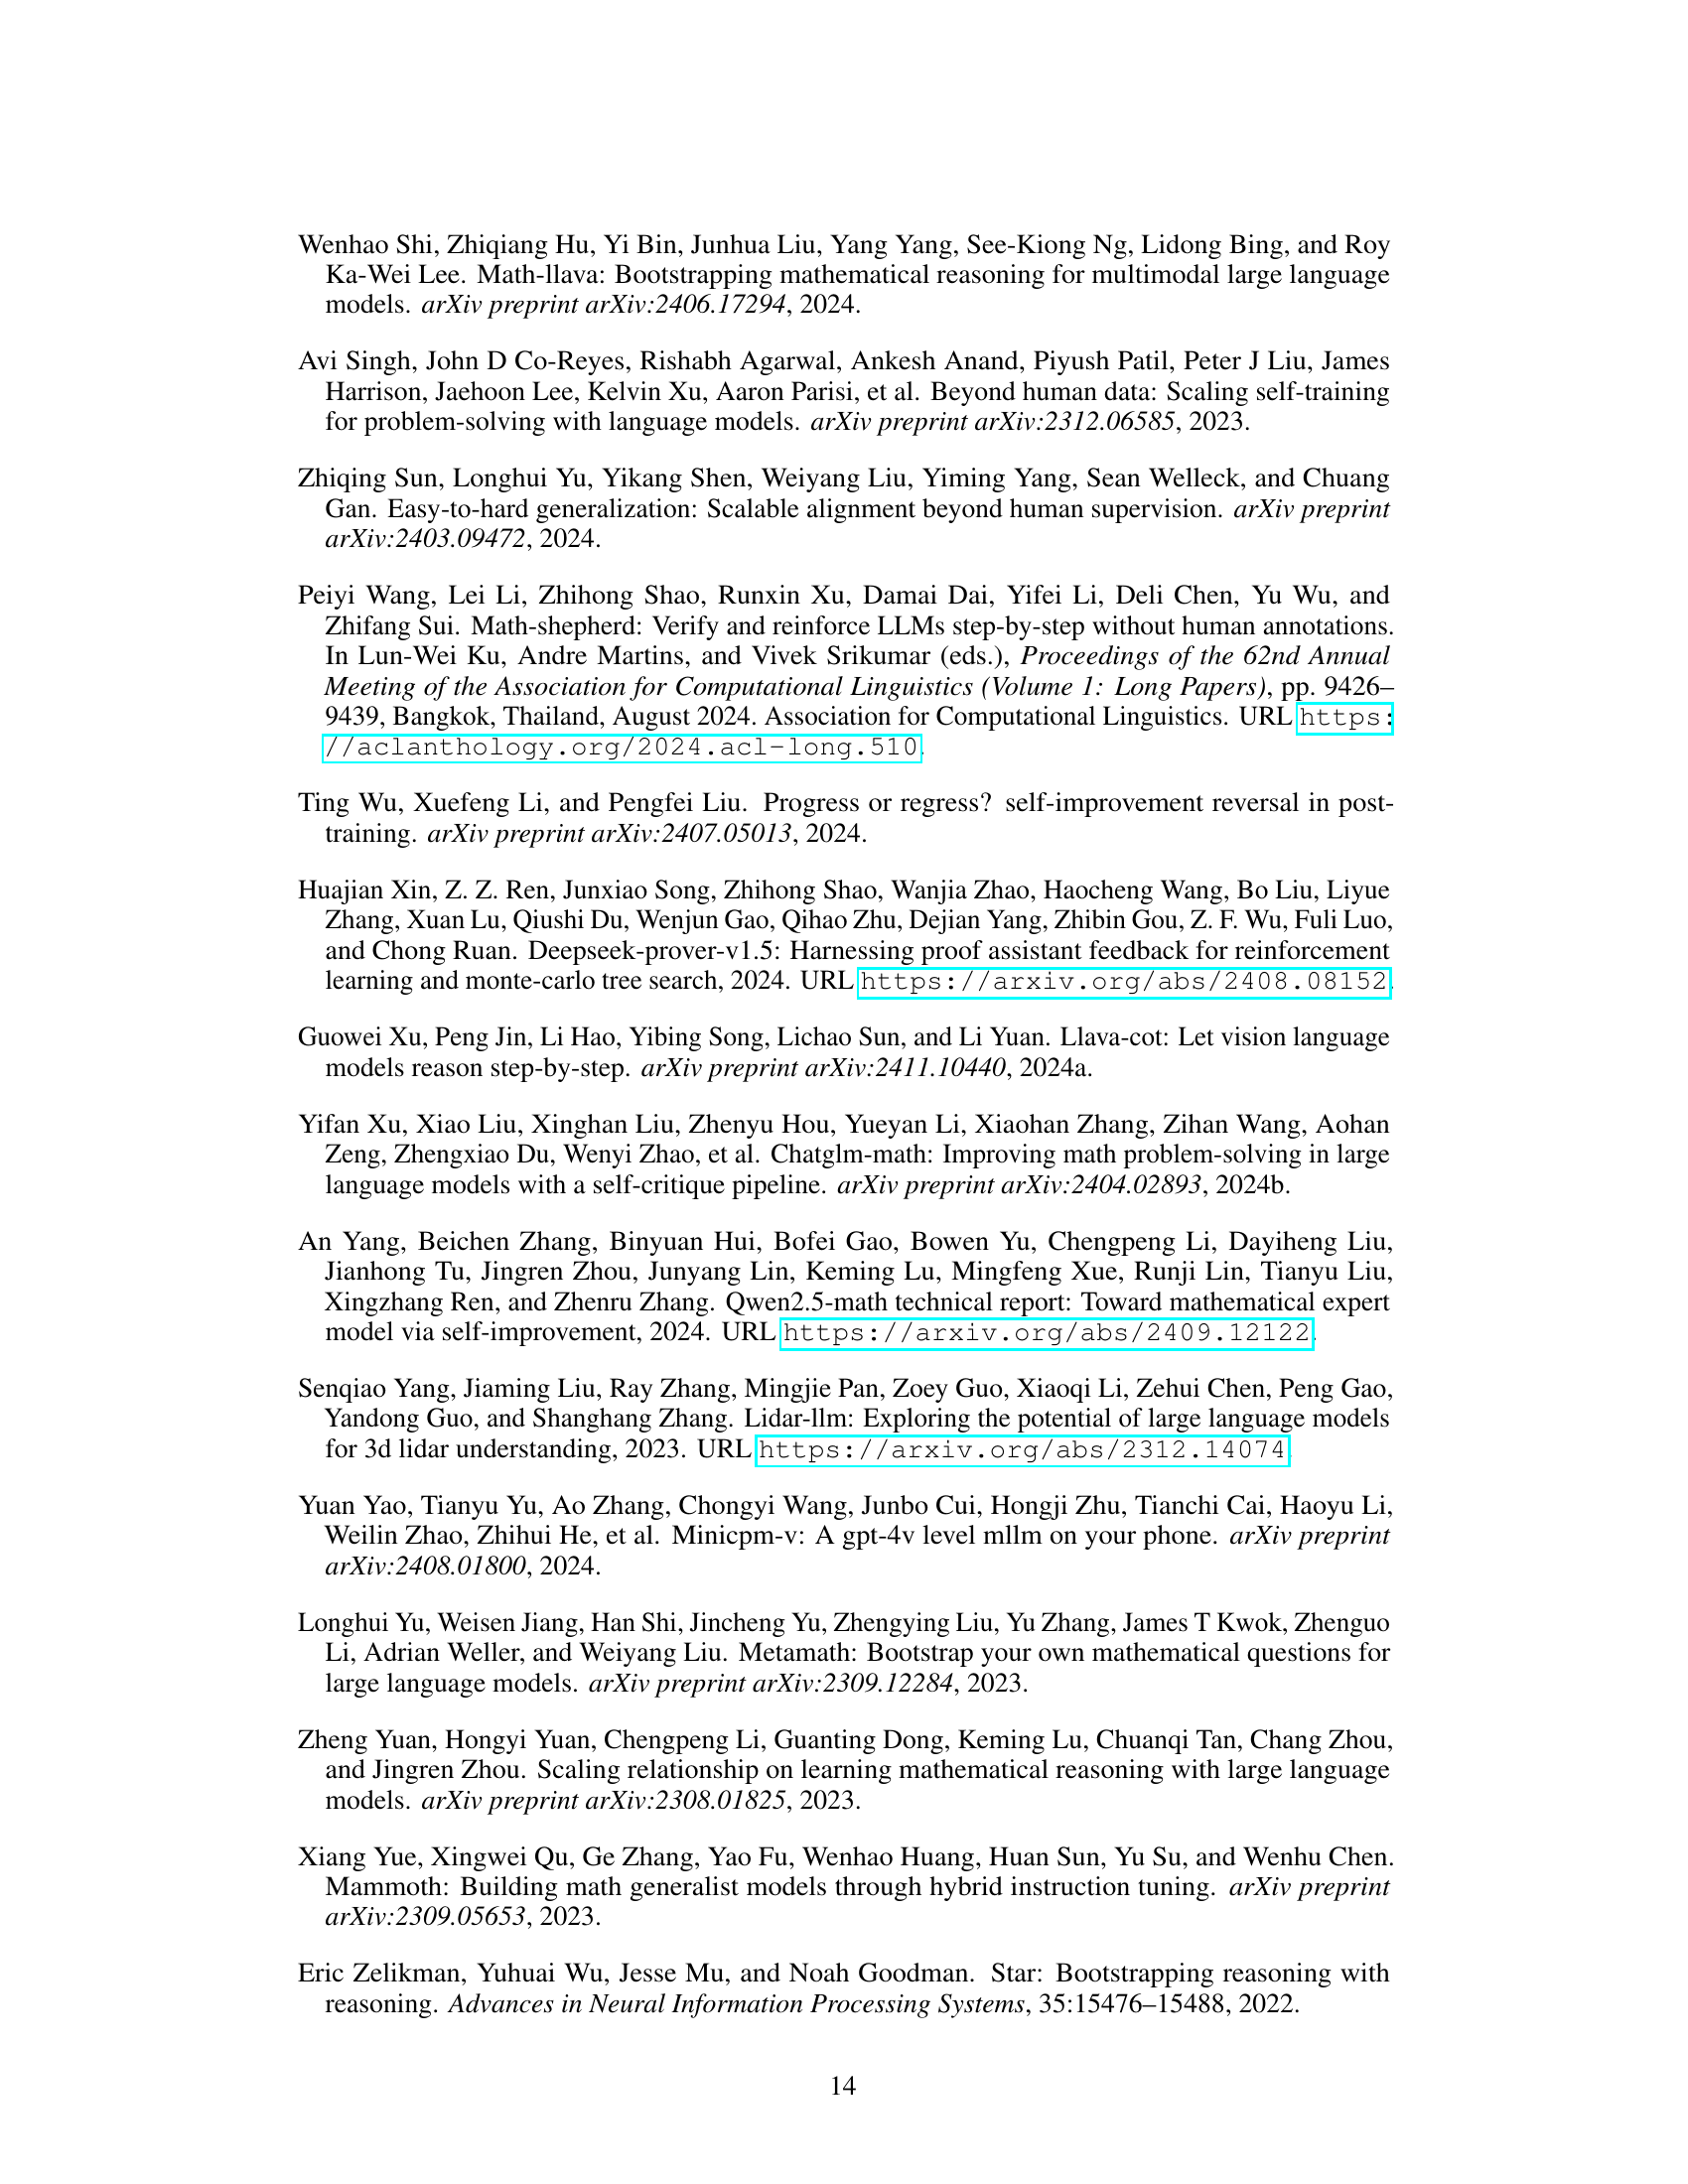 Wenhao Shi, Zhiqiang Hu, Yi Bin, Junhua Liu, Yang Yang, See-Kiong Ng, Lidong Bing, and Roy
Ka-Wei Lee. Math-llava: Bootstrapping mathematical reasoning for multimodal large language
models. arXiv preprint arXiv:2406.17294, 2024.
Avi Singh, John D Co-Reyes, Rishabh Agarwal, Ankesh Anand, Piyush Patil, Peter J Liu, James
Harrison, Jaehoon Lee, Kelvin Xu, Aaron Parisi, et al. Beyond human data: Scaling self-training
for problem-solving with language models. arXiv preprint arXiv:2312.06585, 2023.
Zhiqing Sun, Longhui Yu, Yikang Shen, Weiyang Liu, Yiming Yang, Sean Welleck, and Chuang
Gan. Easy-to-hard generalization: Scalable alignment beyond human supervision. arXiv preprint
arXiv:2403.09472, 2024.
Peiyi Wang, Lei Li, Zhihong Shao, Runxin Xu, Damai Dai, Yifei Li, Deli Chen, Yu Wu, and
Zhifang Sui. Math-shepherd: Verify and reinforce LLMs step-by-step without human annotations.
In Lun-Wei Ku, Andre Martins, and Vivek Srikumar (eds.), Proceedings of the 62nd Annual
Meeting of the Association for Computational Linguistics (Volume 1: Long Papers), pp. 9426–
9439, Bangkok, Thailand, August 2024. Association for Computational Linguistics. URL https:
//aclanthology.org/2024.acl-long.510.
Ting Wu, Xuefeng Li, and Pengfei Liu. Progress or regress? self-improvement reversal in post-
training. arXiv preprint arXiv:2407.05013, 2024.
Huajian Xin, Z. Z. Ren, Junxiao Song, Zhihong Shao, Wanjia Zhao, Haocheng Wang, Bo Liu, Liyue
Zhang, Xuan Lu, Qiushi Du, Wenjun Gao, Qihao Zhu, Dejian Yang, Zhibin Gou, Z. F. Wu, Fuli Luo,
and Chong Ruan. Deepseek-prover-v1.5: Harnessing proof assistant feedback for reinforcement
learning and monte-carlo tree search, 2024. URL https://arxiv.org/abs/2408.08152.
Guowei Xu, Peng Jin, Li Hao, Yibing Song, Lichao Sun, and Li Yuan. Llava-cot: Let vision language
models reason step-by-step. arXiv preprint arXiv:2411.10440, 2024a.
Yifan Xu, Xiao Liu, Xinghan Liu, Zhenyu Hou, Yueyan Li, Xiaohan Zhang, Zihan Wang, Aohan
Zeng, Zhengxiao Du, Wenyi Zhao, et al. Chatglm-math: Improving math problem-solving in large
language models with a self-critique pipeline. arXiv preprint arXiv:2404.02893, 2024b.
An Yang, Beichen Zhang, Binyuan Hui, Bofei Gao, Bowen Yu, Chengpeng Li, Dayiheng Liu,
Jianhong Tu, Jingren Zhou, Junyang Lin, Keming Lu, Mingfeng Xue, Runji Lin, Tianyu Liu,
Xingzhang Ren, and Zhenru Zhang. Qwen2.5-math technical report: Toward mathematical expert
model via self-improvement, 2024. URL https://arxiv.org/abs/2409.12122.
Senqiao Yang, Jiaming Liu, Ray Zhang, Mingjie Pan, Zoey Guo, Xiaoqi Li, Zehui Chen, Peng Gao,
Yandong Guo, and Shanghang Zhang. Lidar-llm: Exploring the potential of large language models
for 3d lidar understanding, 2023. URL https://arxiv.org/abs/2312.14074.
Yuan Yao, Tianyu Yu, Ao Zhang, Chongyi Wang, Junbo Cui, Hongji Zhu, Tianchi Cai, Haoyu Li,
Weilin Zhao, Zhihui He, et al. Minicpm-v: A gpt-4v level mllm on your phone. arXiv preprint
arXiv:2408.01800, 2024.
Longhui Yu, Weisen Jiang, Han Shi, Jincheng Yu, Zhengying Liu, Yu Zhang, James T Kwok, Zhenguo
Li, Adrian Weller, and Weiyang Liu. Metamath: Bootstrap your own mathematical questions for
large language models. arXiv preprint arXiv:2309.12284, 2023.
Zheng Yuan, Hongyi Yuan, Chengpeng Li, Guanting Dong, Keming Lu, Chuanqi Tan, Chang Zhou,
and Jingren Zhou. Scaling relationship on learning mathematical reasoning with large language
models. arXiv preprint arXiv:2308.01825, 2023.
Xiang Yue, Xingwei Qu, Ge Zhang, Yao Fu, Wenhao Huang, Huan Sun, Yu Su, and Wenhu Chen.
Mammoth: Building math generalist models through hybrid instruction tuning. arXiv preprint
arXiv:2309.05653, 2023.
Eric Zelikman, Yuhuai Wu, Jesse Mu, and Noah Goodman. Star: Bootstrapping reasoning with
reasoning. Advances in Neural Information Processing Systems, 35:15476–15488, 2022.
14